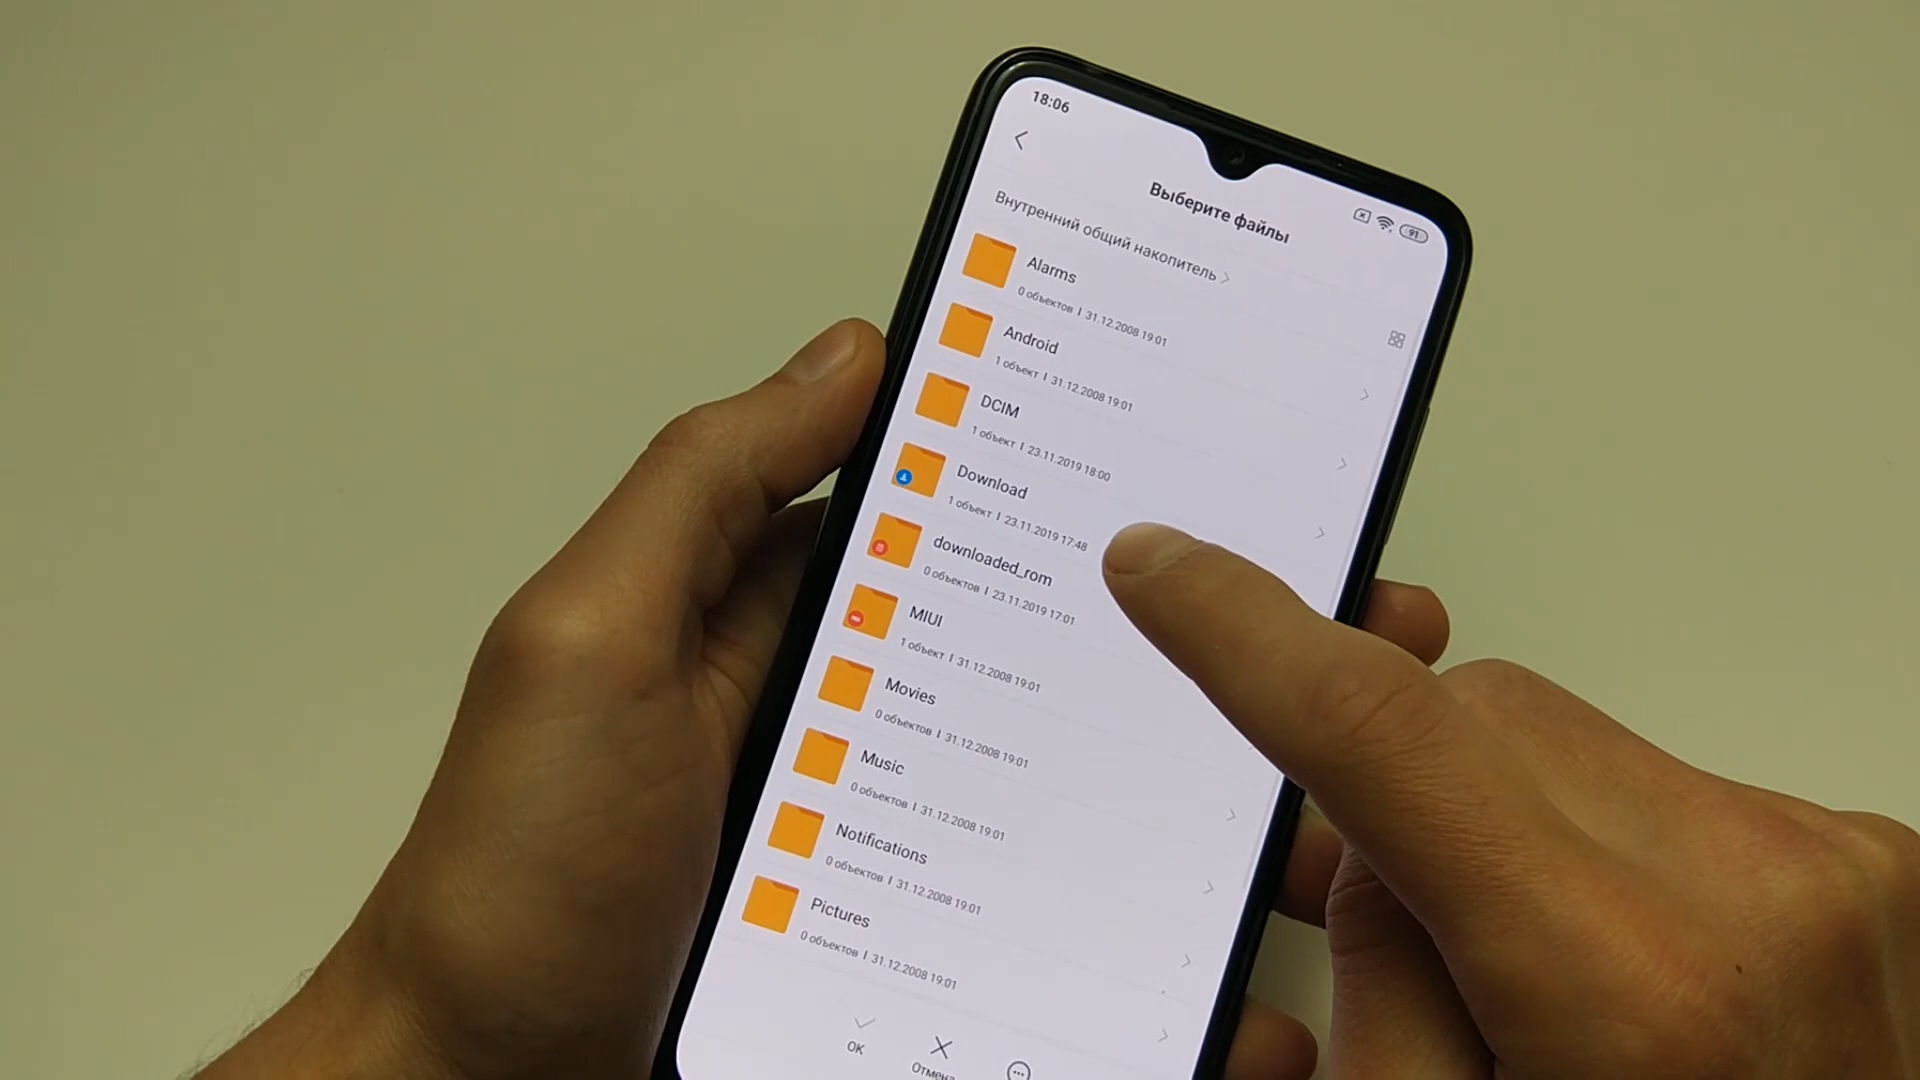 18:06
91
Выберите файлы
Внутренний общий накопитель
Alarms
0 объектов | 31.12.2008 19:01
Android
1 объект | 31.12.2008 19:01
DCIM
1 объект | 23.11.2019 18:00
Download
1 объект | 23.11.2019 17:48
downloaded_rom
0 объектов | 23.11.2019 17:01
MIUI
1 объект | 31.12.2008 19:01
Movies
0 объектов | 31.12.2008 19:01
Music
0 объектов | 31.12.2008 19:01
Notifications
0 объектов | 31.12.2008 19:01
Pictures
0 объектов | 31.12.2008 19:01
OK
Отмена